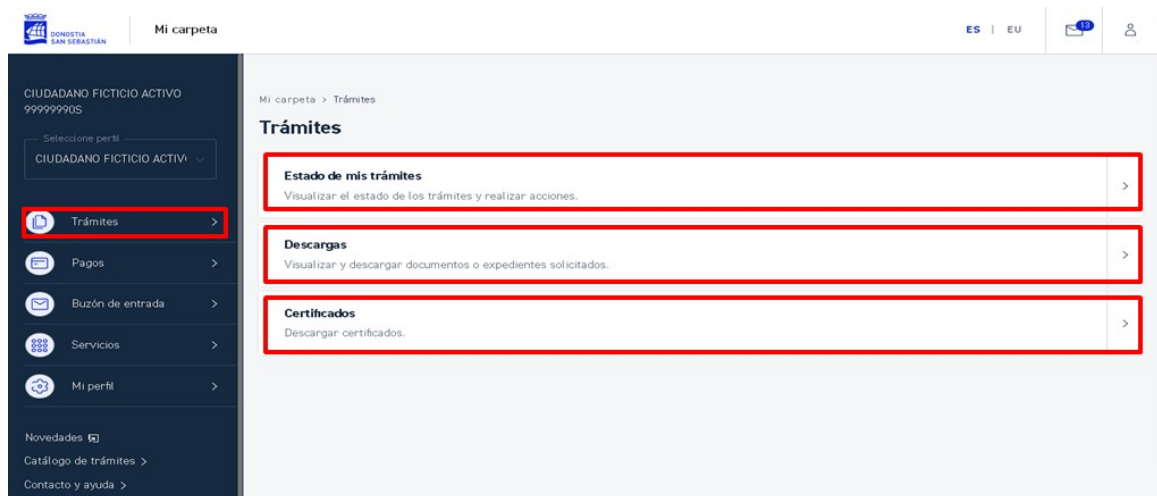 DONOSTIA
SAN SEBASTIÁN
Mi carpeta
ES | EU
13
CIUDADANO FICTICIO ACTIVO
99999990S
Seleccione perfil
CIUDADANO FICTICIO ACTIV
Trámites
Pagos
Buzón de entrada
Servicios
Mi perfil
Novedades
Catálogo de trámites >
Contacto y ayuda >
Mi carpeta > Trámites
Trámites
Estado de mis trámites
Visualizar el estado de los trámites y realizar acciones.
Descargas
Visualizar y descargar documentos o expedientes solicitados.
Certificados
Descargar certificados.